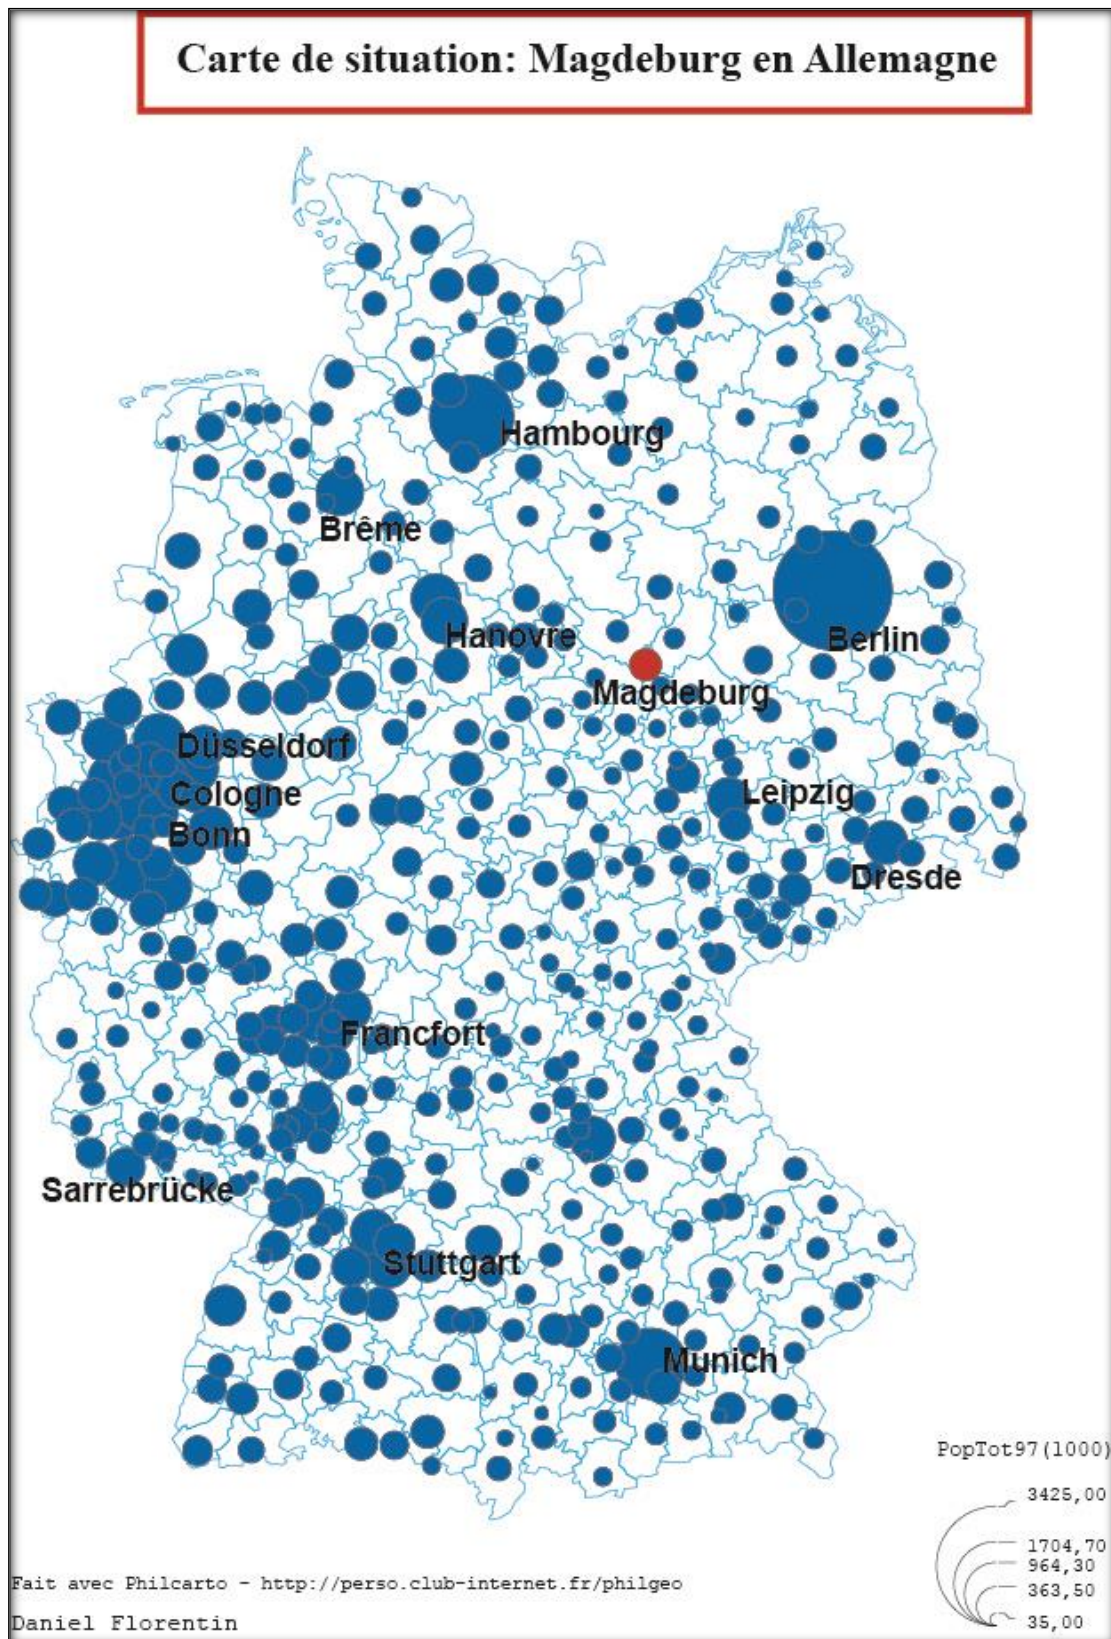 Carte de situation: Magdeburg en Allemagne
Hambourg
Brême
Hanovre
Berlin
Magdeburg
Düsseldorf
Cologne
Leipzig
Bonn
Dresde
Francfort
Sarrebrücke
Stuttgart
Munich
PopTot97(1000)
3425,00
1704,70
964,30
363,50
35,00
Fait avec Philcarto - http://perso.club-internet.fr/philgeo
Daniel Florentin